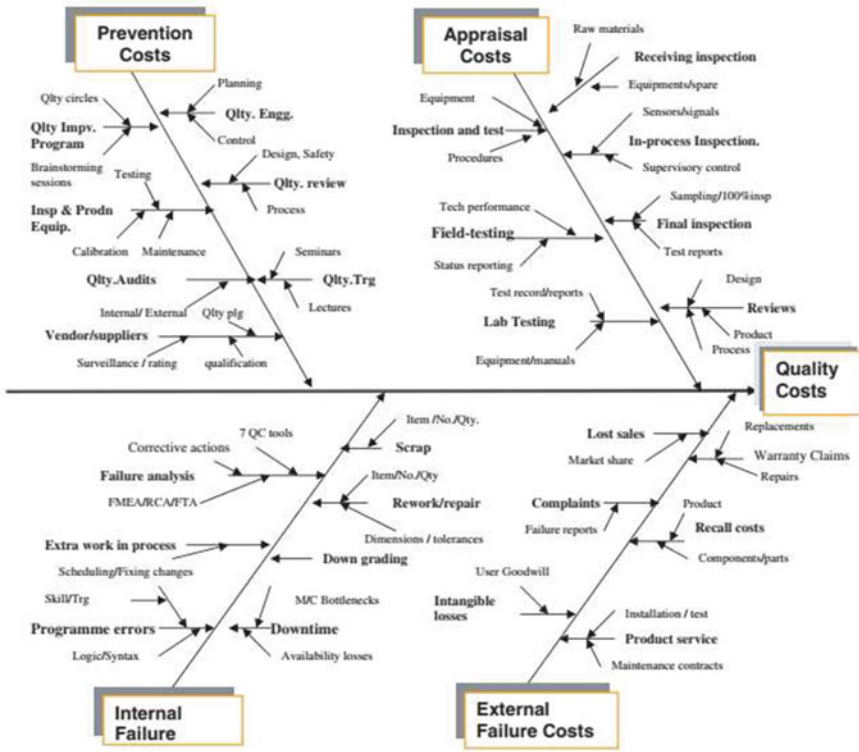 Prevention
Costs
Planning
Qlty circles
Qlty. Engg.
Qlty Impv.
Program
Control
Brainstorming
sessions
Testing
Design, Safety
Qlty. review
Process
Insp & Prodn
Equip.
Calibration
Maintenance
Seminars
Qlty.Audits
Qlty.Trg
Lectures
Internal/ External
Qlty plg
Vendor/suppliers
Surveillance / rating
qualification
Appraisal
Costs
Raw materials
Receiving inspection
Equipments/spare
Equipment
Sensors/signals
Inspection and test
In-process Inspection.
Procedures
Supervisory control
Sampling/100%insp
Tech performance
Final inspection
Field-testing
Test reports
Status reporting
Design
Test record/reports
Reviews
Lab Testing
Product
Process
Equipment/manuals
Quality
Costs
Item /No./Qty.
7 QC tools
Corrective actions
Scrap
Failure analysis
Item/No./Qty
FMEA/RCA/FTA
Rework/repair
Dimensions / tolerances
Extra work in process
Down grading
Scheduling/Fixing changes
Skill/Trg
M/C Bottlenecks
Programme errors
Downtime
Logic/Syntax
Availability losses
Internal
Failure
Replacements
Lost sales
Warranty Claims
Market share
Repairs
Product
Complaints
Failure reports
Recall costs
Components/parts
User Goodwill
Intangible
losses
Installation / test
Product service
Maintenance contracts
External
Failure Costs